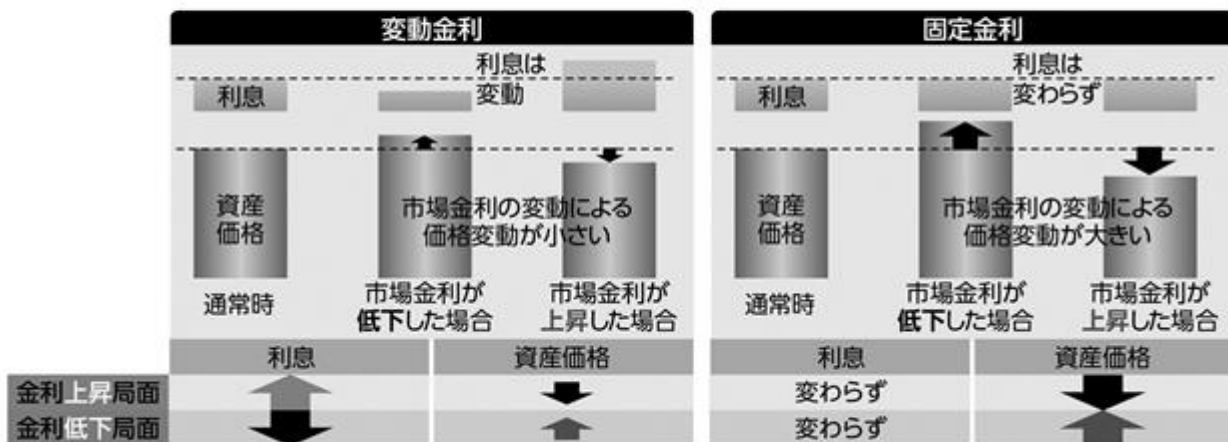 変動金利
利息は
利息
変動
資産
価格
市場金利の変動による
価格変動が小さい
通常時
市場金利が
低下した場合
市場金利が
上昇した場合
利息
資産価格
固定金利
利息は
利息
変わらず
資産
価格
市場金利の変動による
価格変動が大きい
通常時
市場金利が
低下した場合
市場金利が
上昇した場合
利息
資産価格
金利上昇局面
変わらず
金利低下局面
変わらず